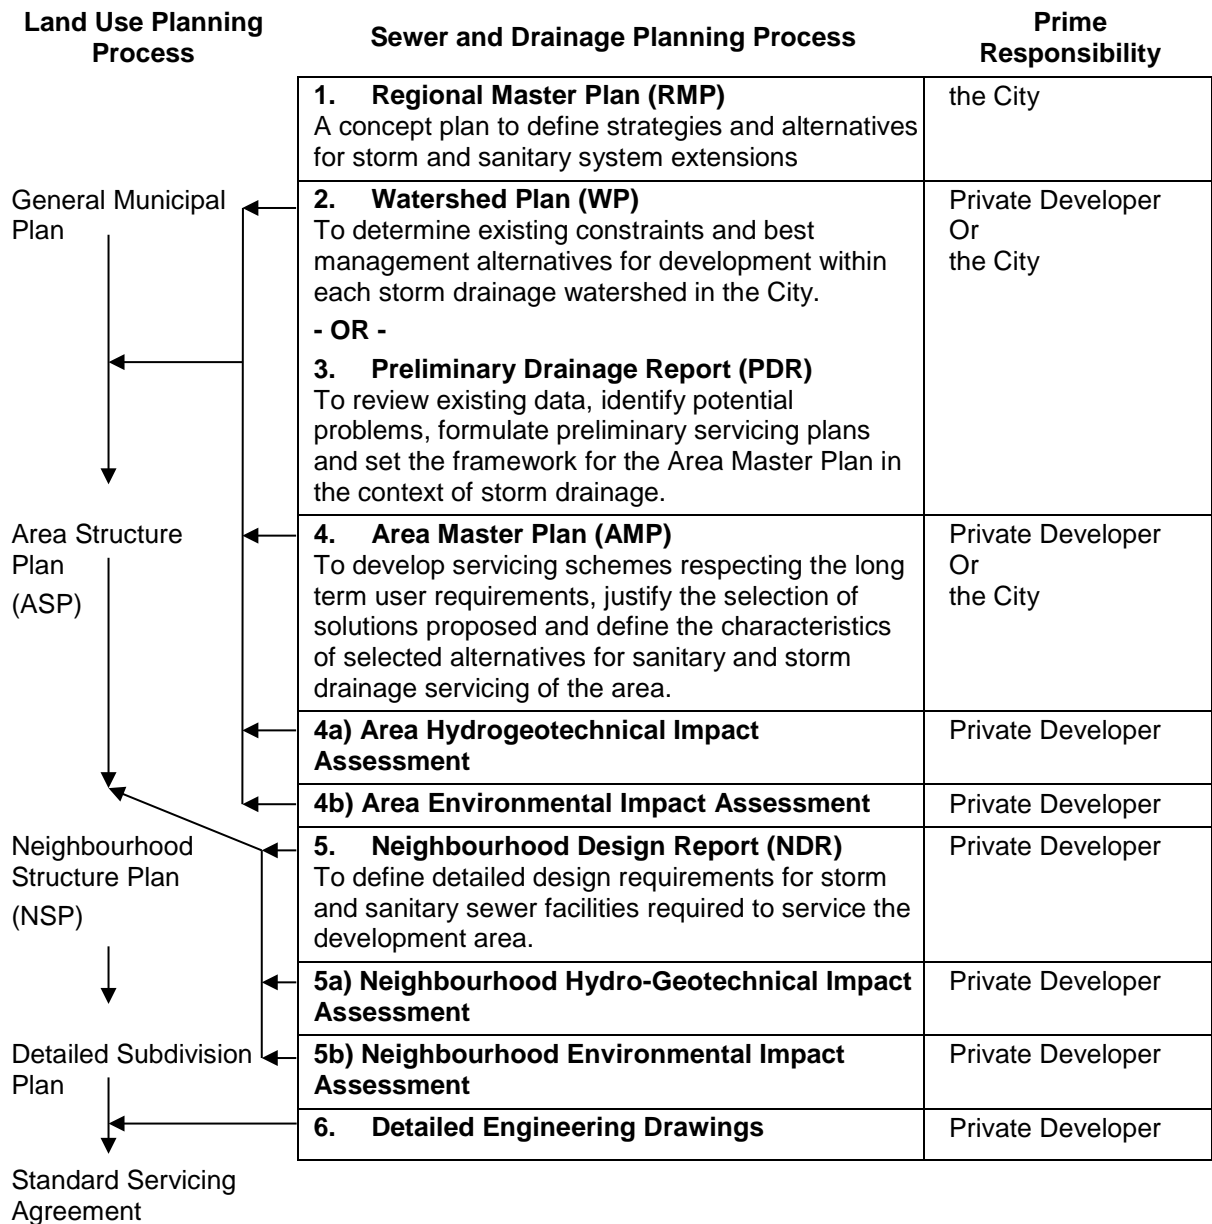 Land Use Planning
Process
Sewer and Drainage Planning Process
Prime
Responsibility
1. Regional Master Plan (RMP)
A concept plan to define strategies and alternatives
for storm and sanitary system extensions
the City
General Municipal
Plan
2. Watershed Plan (WP)
To determine existing constraints and best
management alternatives for development within
each storm drainage watershed in the City.
- OR -
3. Preliminary Drainage Report (PDR)
To review existing data, identify potential
problems, formulate preliminary servicing plans
and set the framework for the Area Master Plan in
the context of storm drainage.
Private Developer
Or
the City
Area Structure
Plan
(ASP)
4. Area Master Plan (AMP)
To develop servicing schemes respecting the long
term user requirements, justify the selection of
solutions proposed and define the characteristics
of selected alternatives for sanitary and storm
drainage servicing of the area.
Private Developer
Or
the City
4a) Area Hydrogeotechnical Impact
Assessment
Private Developer
4b) Area Environmental Impact Assessment
Private Developer
Neighbourhood
Structure Plan
(NSP)
5. Neighbourhood Design Report (NDR)
To define detailed design requirements for storm
and sanitary sewer facilities required to service the
development area.
Private Developer
5a) Neighbourhood Hydro-Geotechnical Impact
Assessment
Private Developer
Detailed Subdivision
Plan
5b) Neighbourhood Environmental Impact
Assessment
Private Developer
6. Detailed Engineering Drawings
Private Developer
Standard Servicing
Agreement